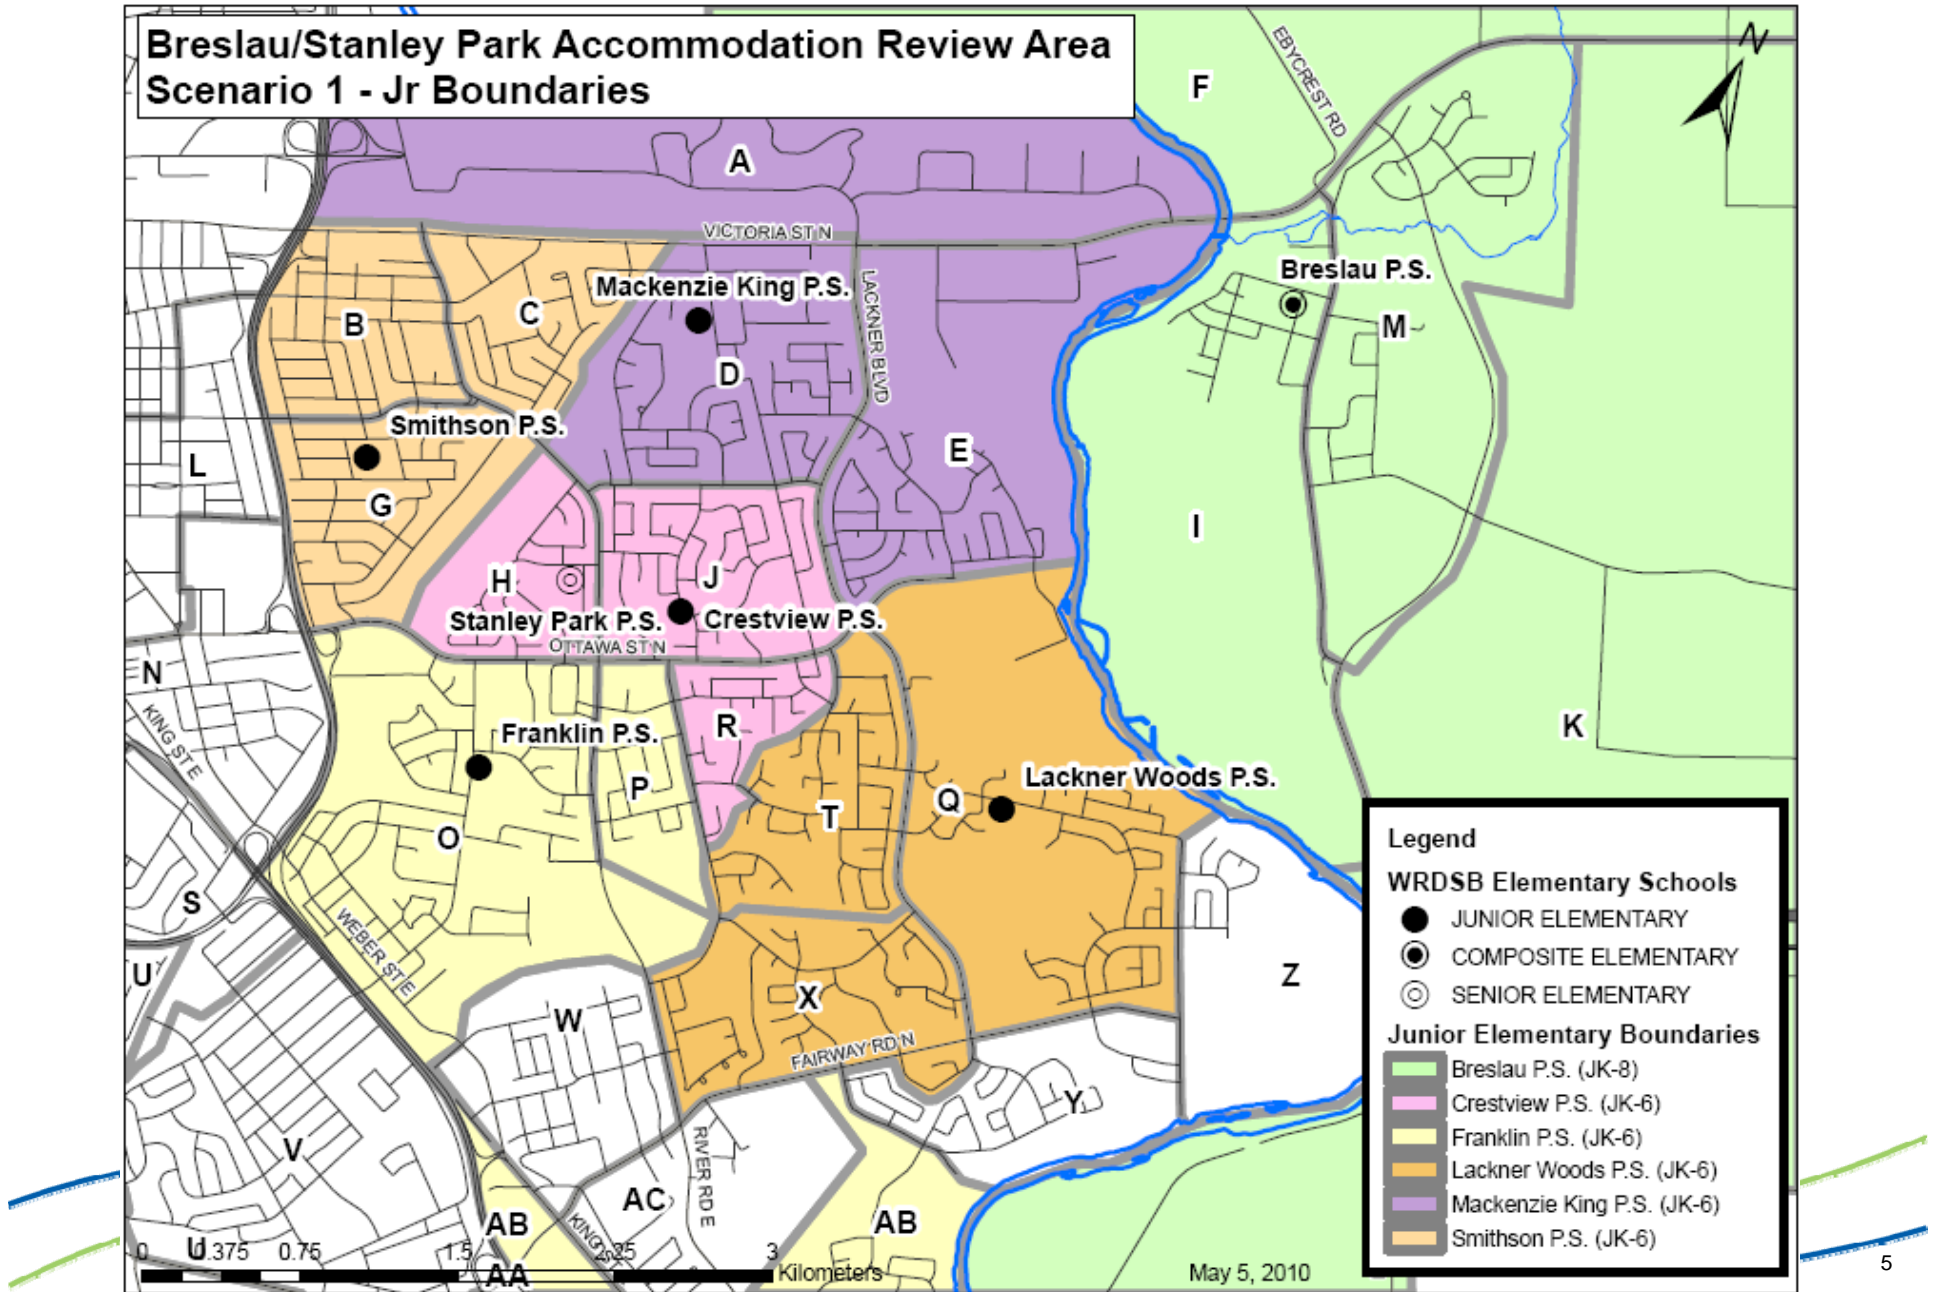 Breslau/Stanley Park Accommodation Review Area
Scenario 1 - Jr Boundaries
N
F
EBYCREST RD
A
VICTORIA ST N
Mackenzie King P.S.
Breslau P.S.
C
B
M
LACKNER BLVD
D
Smithson P.S.
E
L
G
I
H
J
Stanley Park P.S.
Crestview P.S.
OTTAWA ST N
N
KING ST E
R
K
Franklin P.S.
Lackner Woods P.S.
P
Q
T
O
S
WEBER ST E
U
Z
X
W
FAIRWAY RD N
Y
V
RIVER RD E
AC
AB
AB
KING ST E
U
AA
0 0.375 0.75 1.5 2.25 3
Kilometers
May 5, 2010
Legend
WRDSB Elementary Schools
JUNIOR ELEMENTARY
COMPOSITE ELEMENTARY
SENIOR ELEMENTARY
Junior Elementary Boundaries
Breslau P.S. (JK-8)
Crestview P.S. (JK-6)
Franklin P.S. (JK-6)
Lackner Woods P.S. (JK-6)
Mackenzie King P.S. (JK-6)
Smithson P.S. (JK-6)
5